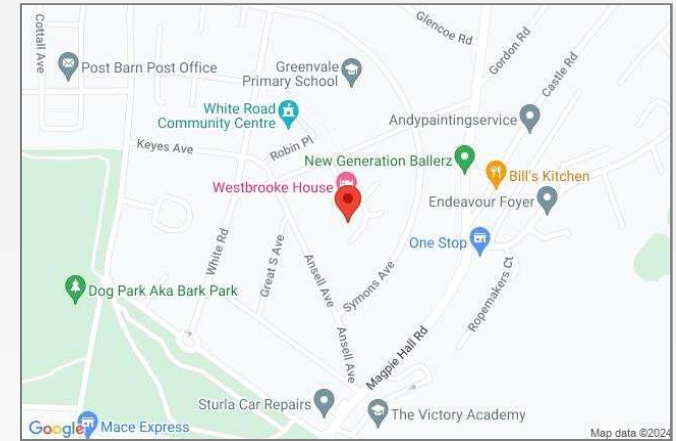 Cottall Ave
Glencoe Rd
Gordon Rd
Castle Rd
Post Barn Post Office
Greenvale
Primary School
White Road
Community Centre
Andypaintingservice
Keyes Ave
Robin Pl
New Generation Ballerz
Westbrooke House
Bill's Kitchen
Endeavour Foyer
One Stop
White Rd
Great S Ave
Ansell Ave
Symons Ave
Ropemakers Ct
Dog Park Aka Bark Park
Ansell Ave
Magpie Hall Rd
Sturla Car Repairs
The Victory Academy
Google
Mace Express
Map data ©2024